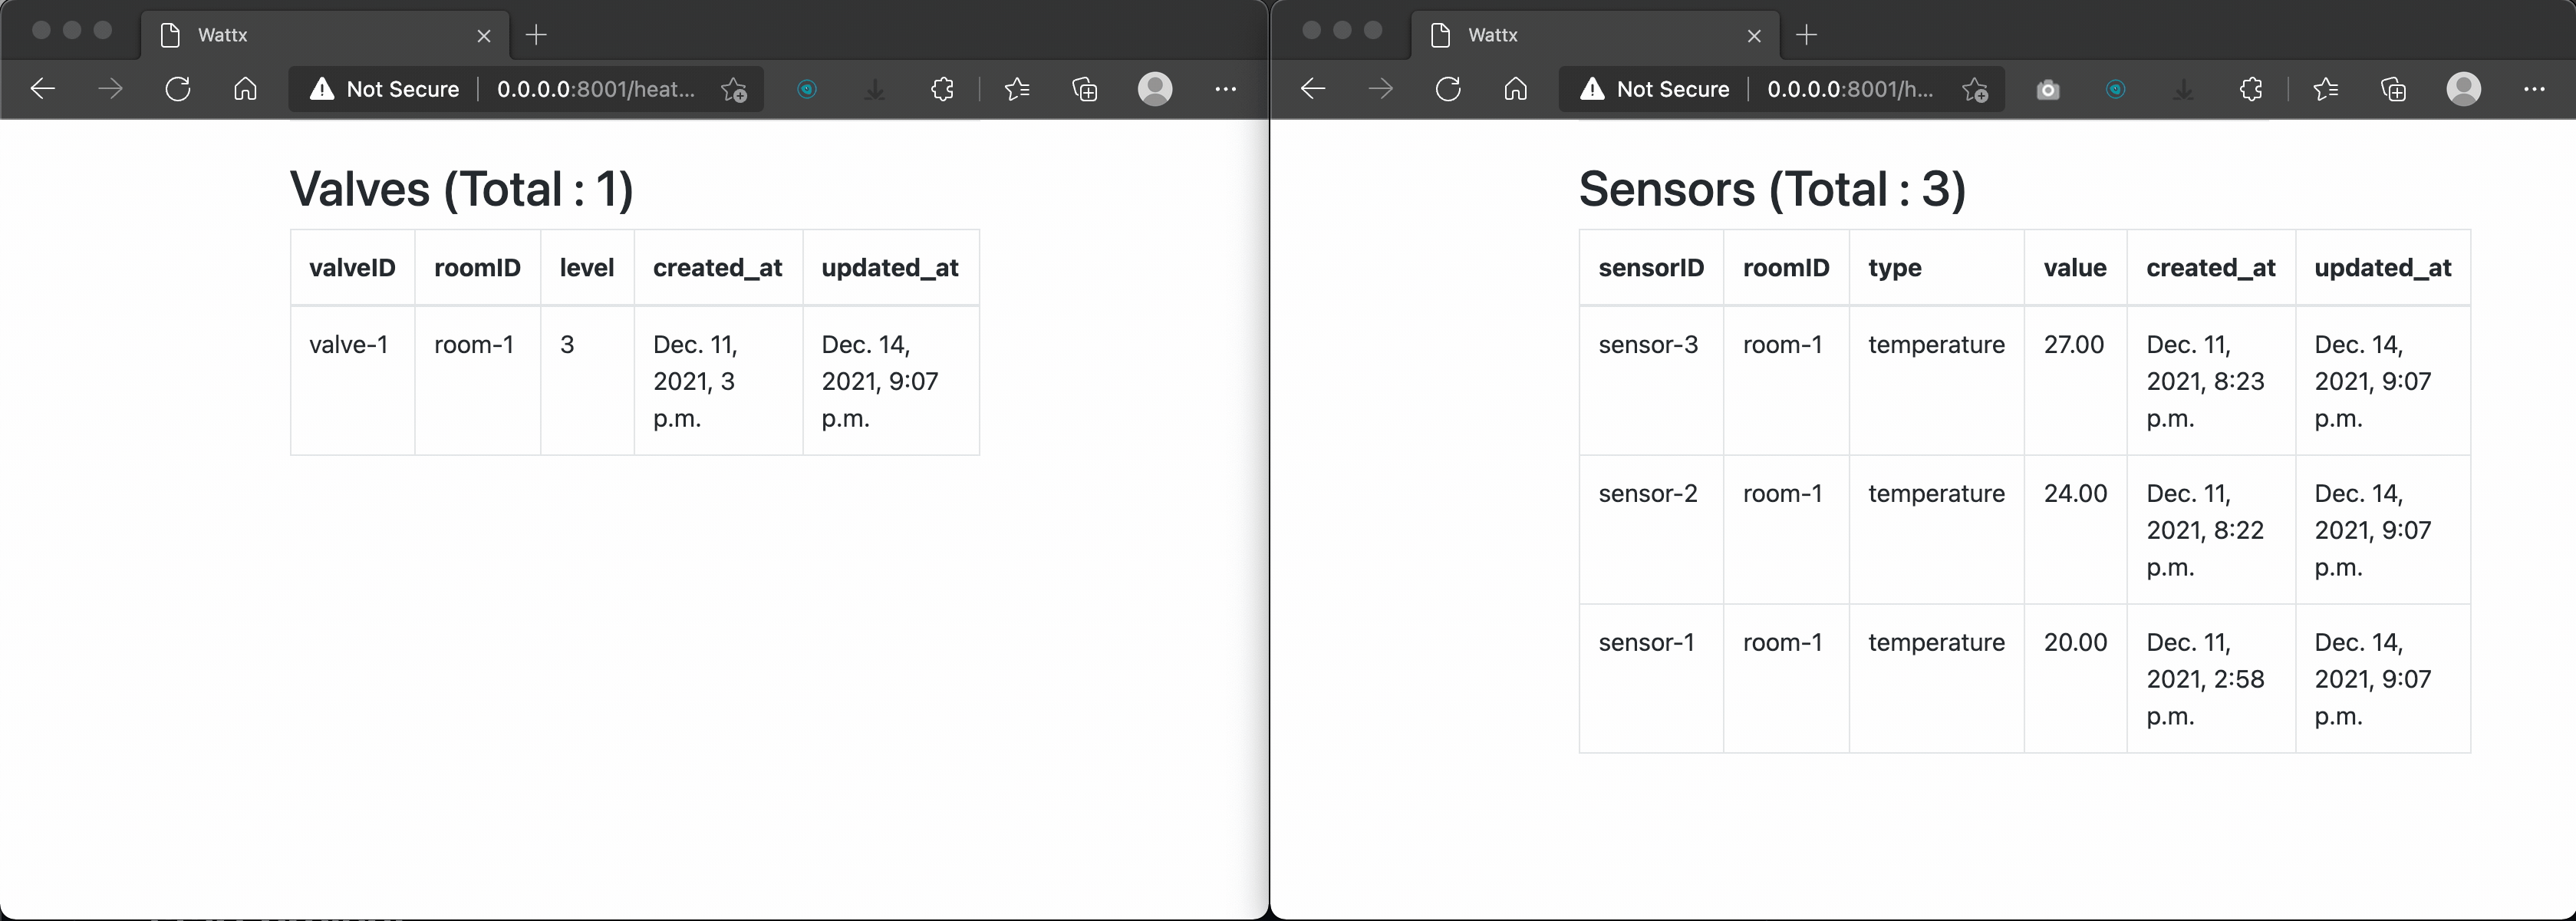 Wattx
Not Secure 0.0.0.0:8001/heat...
Valves (Total : 1)
valveID roomID level created_at updated_at
valve-1 room-1 3 Dec. 11, Dec. 14,
2021, 3 2021, 9:07
p.m. p.m.
Wattx
Not Secure 0.0.0.0:8001/h...
Sensors (Total : 3)
sensorID roomID type value created_at updated_at
sensor-3 room-1 temperature 27.00 Dec. 11, Dec. 14,
2021, 8:23 2021, 9:07
p.m. p.m.
sensor-2 room-1 temperature 24.00 Dec. 11, Dec. 14,
2021, 8:22 2021, 9:07
p.m. p.m.
sensor-1 room-1 temperature 20.00 Dec. 11, Dec. 14,
2021, 2:58 2021, 9:07
p.m. p.m.